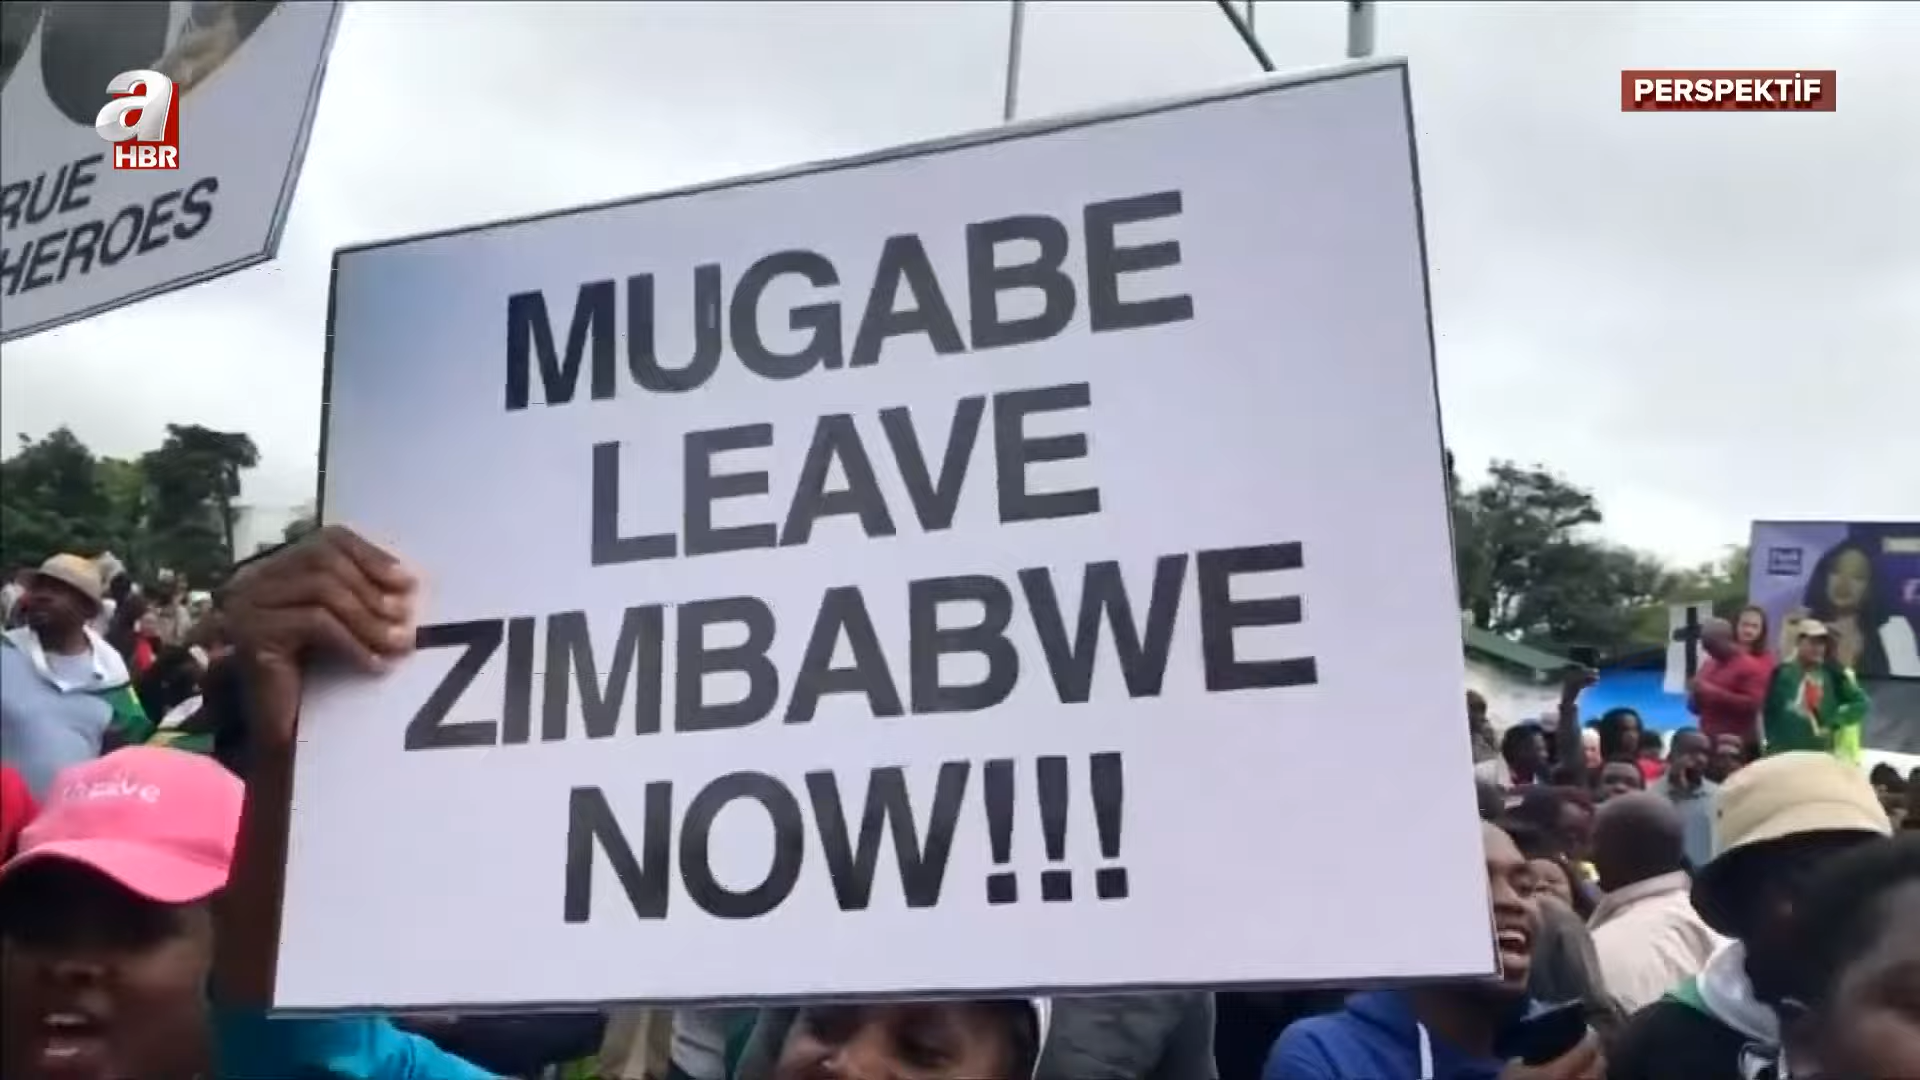 a
HBR
PERSPEKTİF
RUE
HEROES
MUGABE
LEAVE
ZIMBABWE
NOW!!!